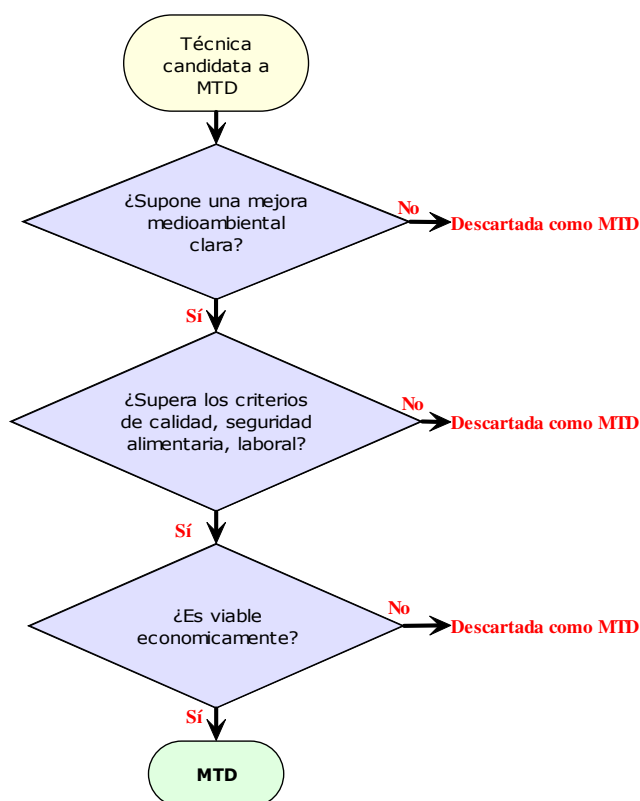 Técnica
candidata a
MTD
¿Supone una mejora
medioambiental
clara?
No
Descartada como MTD
Sí
¿Supera los criterios
de calidad, seguridad
alimentaria, laboral?
No
Descartada como MTD
Sí
¿Es viable
economicamente?
No
Descartada como MTD
Sí
MTD